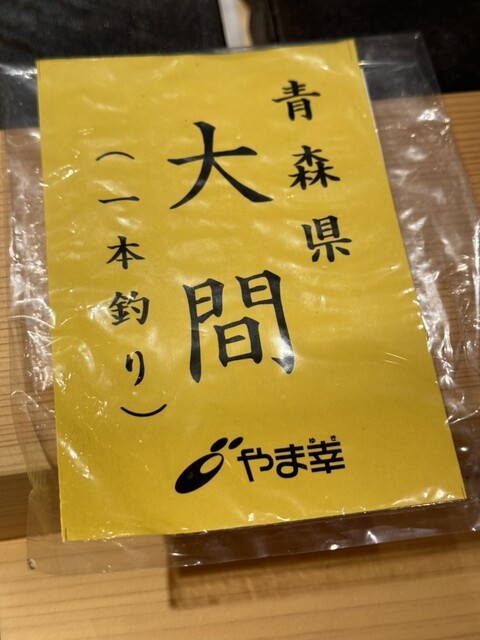 青森県
大間
(一本釣り)
やま幸